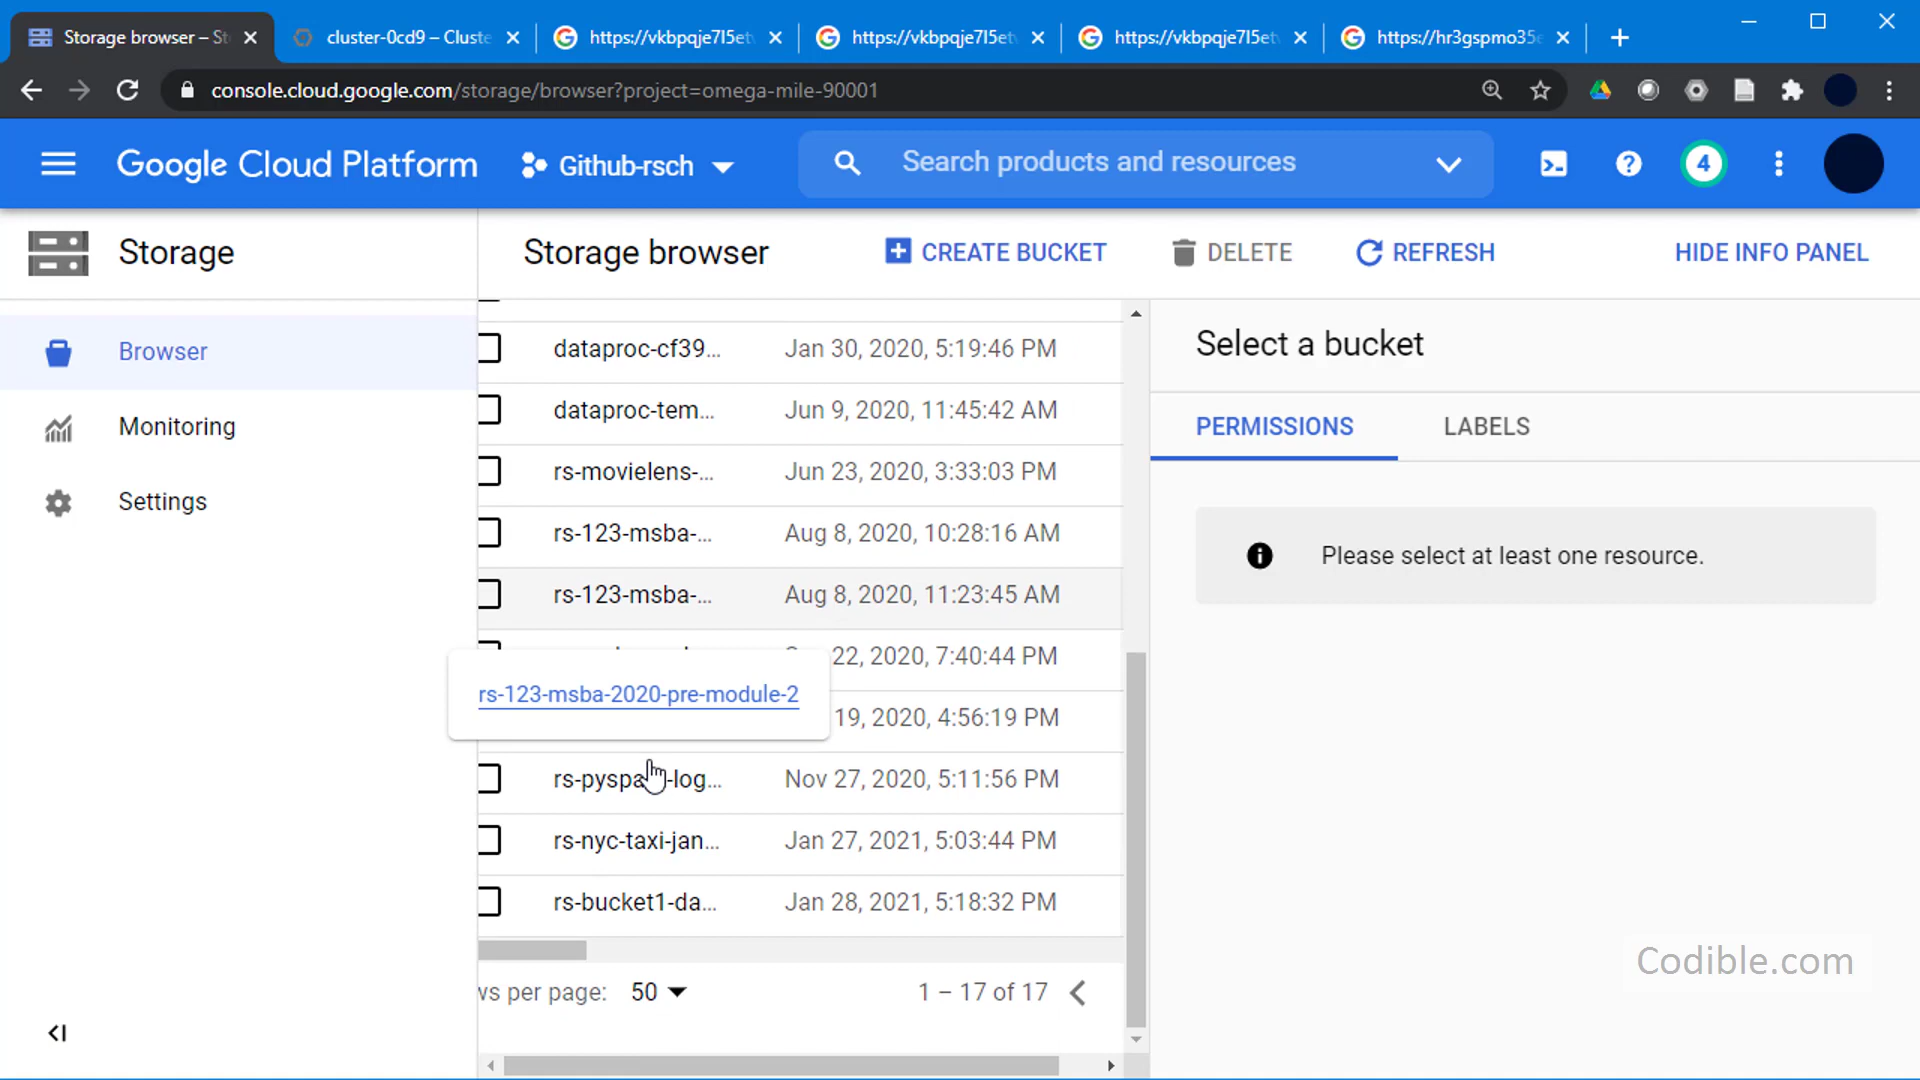 Storage browser – St
cluster-0cd9 – Cluste
https://vkbpqje7l5etv
https://vkbpqje7l5etv
https://vkbpqje7l5etv
https://hr3gspmo35e
console.cloud.google.com/storage/browser?project=omega-mile-90001
Google Cloud Platform
Github-rsch
Search products and resources
4
Storage
Storage browser
CREATE BUCKET
DELETE
REFRESH
HIDE INFO PANEL
Browser
Monitoring
Settings
dataproc-cf39... Jan 30, 2020, 5:19:46 PM
dataproc-tem... Jun 9, 2020, 11:45:42 AM
rs-movielens-... Jun 23, 2020, 3:33:03 PM
rs-123-msba-... Aug 8, 2020, 10:28:16 AM
rs-123-msba-... Aug 8, 2020, 11:23:45 AM
22, 2020, 7:40:44 PM
rs-123-msba-2020-pre-module-2
19, 2020, 4:56:19 PM
rs-pyspa -log... Nov 27, 2020, 5:11:56 PM
rs-nyc-taxi-jan... Jan 27, 2021, 5:03:44 PM
rs-bucket1-da... Jan 28, 2021, 5:18:32 PM
ws per page: 50 1 – 17 of 17
Select a bucket
PERMISSIONS
LABELS
Please select at least one resource.
Codible.com